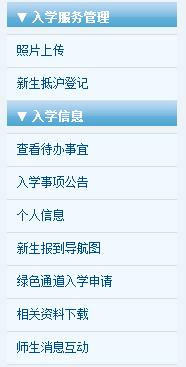 ▼ 入学服务管理
照片上传
新生抵沪登记
▼ 入学信息
查看待办事宜
入学事项公告
个人信息
新生报到导航图
绿色通道入学申请
相关资料下载
师生消息互动